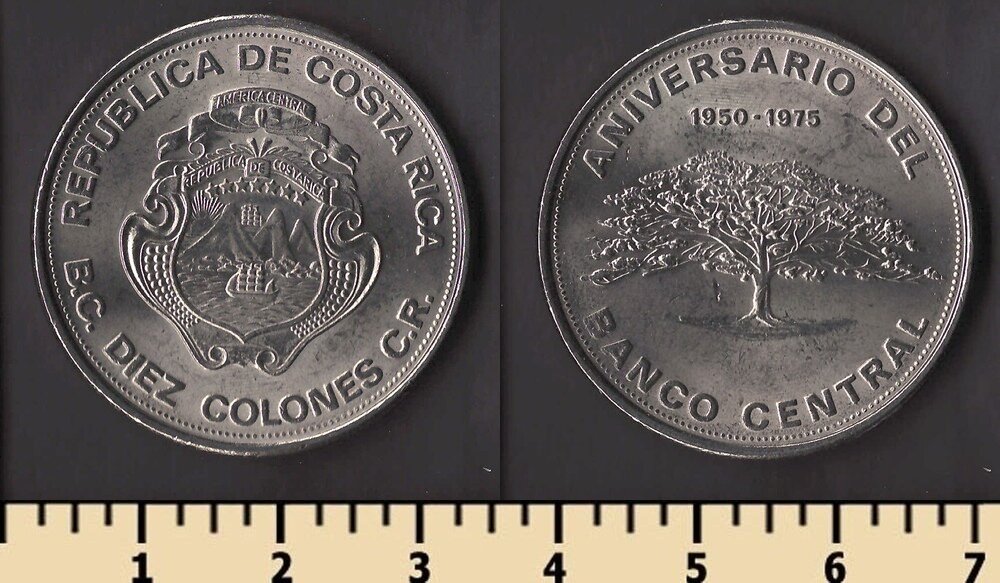 REPUBLICA DE COSTA RICA
AMERICA CENTRAL
REPUBLICA DE COSTA RICA
B.C. DIEZ COLONES C.R.
ANIVERSARIO DEL
1950 - 1975
BANCO CENTRAL
1 2 3 4 5 6 7